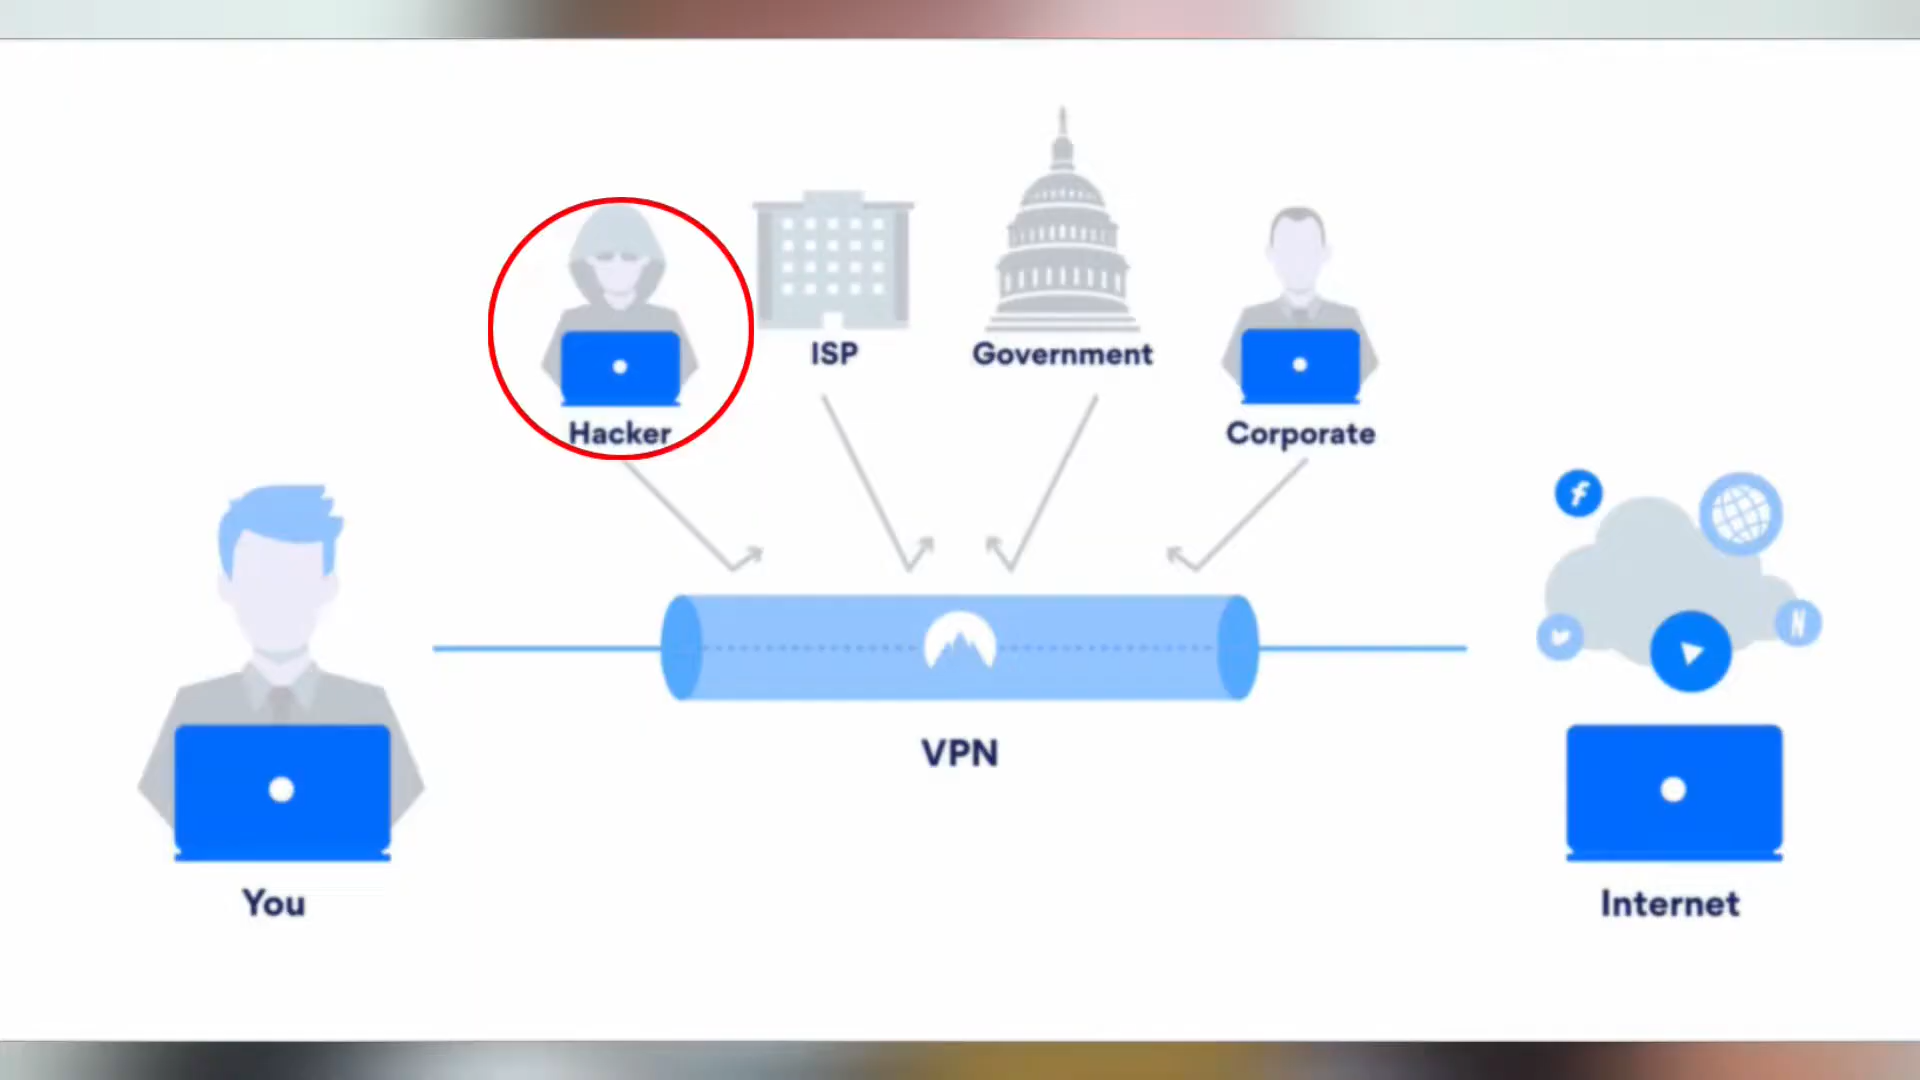 ISP
Government
Hacker
Corporate
VPN
You
Internet